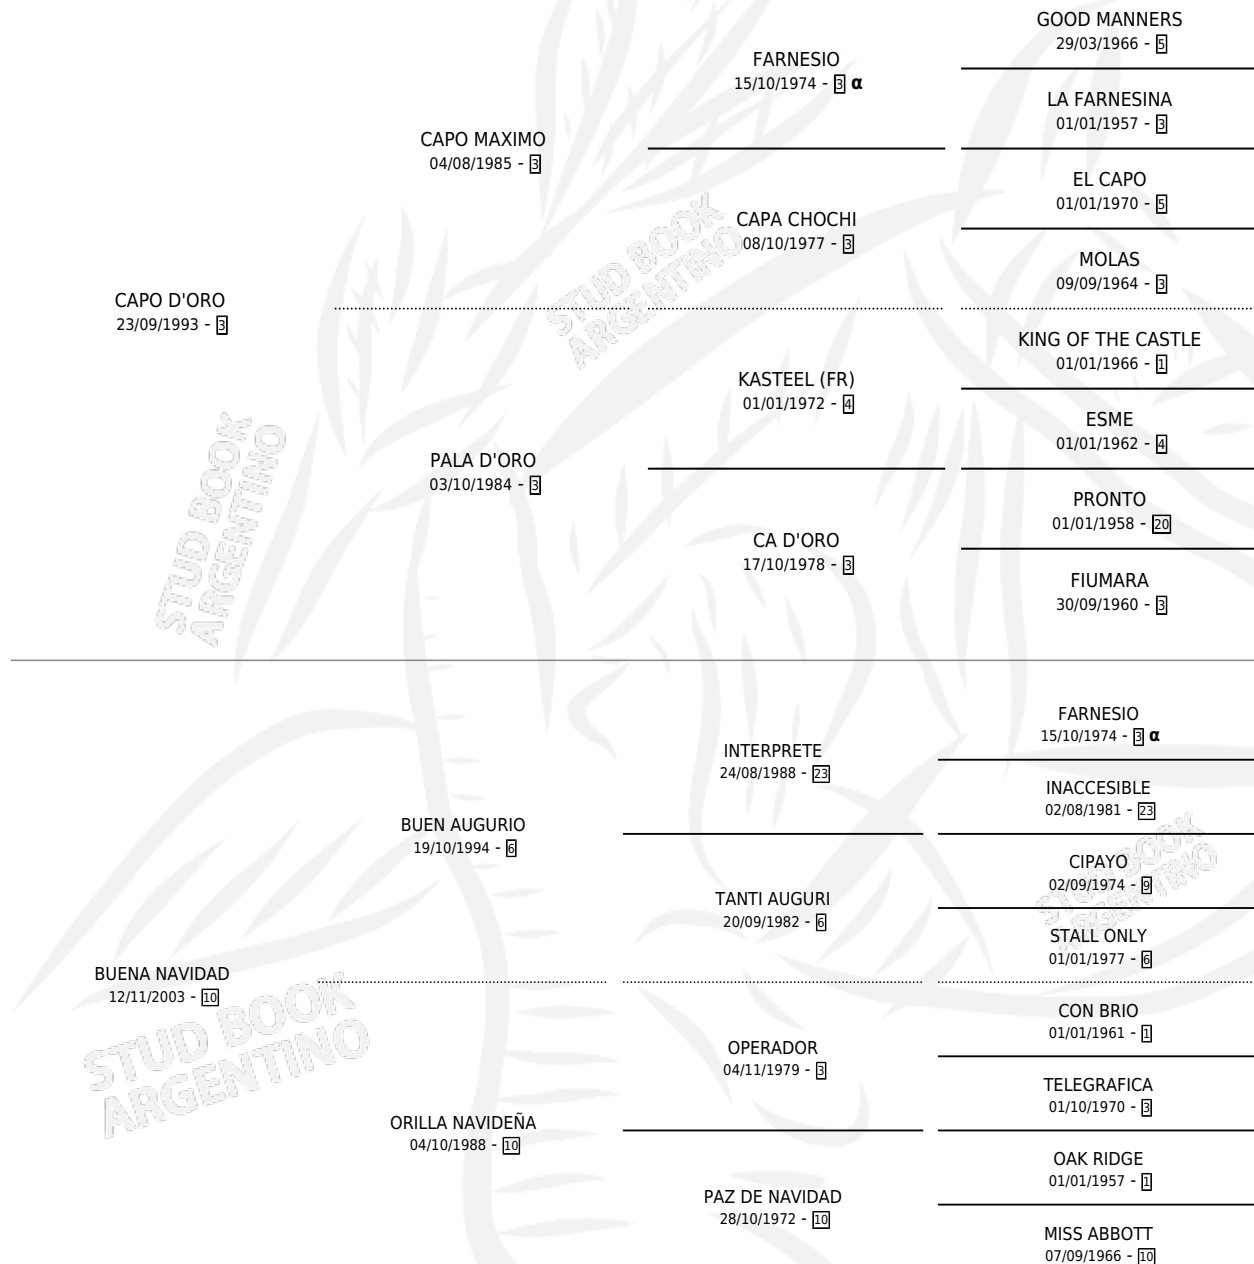 GOOD MANNERS
29/03/1966 - 5
FARNESIO
15/10/1974 - 3 α
LA FARNESINA
01/01/1957 - 3
CAPO MAXIMO
04/08/1985 - 3
EL CAPO
01/01/1970 - 5
CAPA CHOCHI
08/10/1977 - 3
MOLAS
09/09/1964 - 3
STUD BOOK
ARGENTINO
CAPO D'ORO
23/09/1993 - 3
KING OF THE CASTLE
01/01/1966 - 1
KASTEEL (FR)
01/01/1972 - 4
ESME
01/01/1962 - 4
PALA D'ORO
03/10/1984 - 3
PRONTO
01/01/1958 - 20
CA D'ORO
17/10/1978 - 3
FIUMARA
30/09/1960 - 3
STUD BOOK
ARGENTINO
FARNESIO
15/10/1974 - 3 α
INTERPRETE
24/08/1988 - 23
INACCESIBLE
02/08/1981 - 23
BUEN AUGURIO
19/10/1994 - 6
CIPAYO
02/09/1974 - 9
TANTI AUGURI
20/09/1982 - 6
STALL ONLY
01/01/1977 - 6
STUD BOOK
ARGENTINO
BUENA NAVIDAD
12/11/2003 - 10
CON BRIO
01/01/1961 - 1
OPERADOR
04/11/1979 - 3
TELEGRAFICA
01/10/1970 - 3
ORILLA NAVIDEÑA
04/10/1988 - 10
OAK RIDGE
01/01/1957 - 1
PAZ DE NAVIDAD
28/10/1972 - 10
MISS ABBOTT
07/09/1966 - 10
STUD BOOK
ARGENTINO